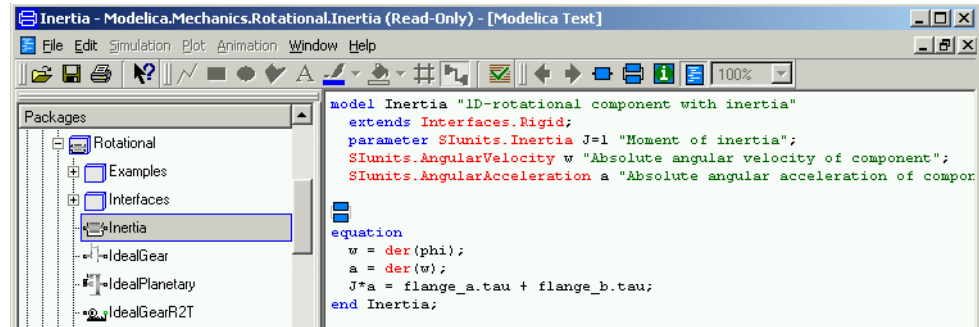 Inertia - Modelica.Mechanics.Rotational.Inertia (Read-Only) - [Modelica Text]
File Edit Simulation Plot Animation Window Help
100%
Packages
Rotational
Examples
Interfaces
Inertia
IdealGear
IdealPlanetary
IdealGearR2T
model Inertia "1D-rotational component with inertia"
extends Interfaces.Rigid;
parameter SIunits.Inertia J=1 "Moment of inertia";
SIunits.AngularVelocity w "Absolute angular velocity of component";
SIunits.AngularAcceleration a "Absolute angular acceleration of compon
equation
w = der(phi);
a = der(w);
J*a = flange_a.tau + flange_b.tau;
end Inertia;